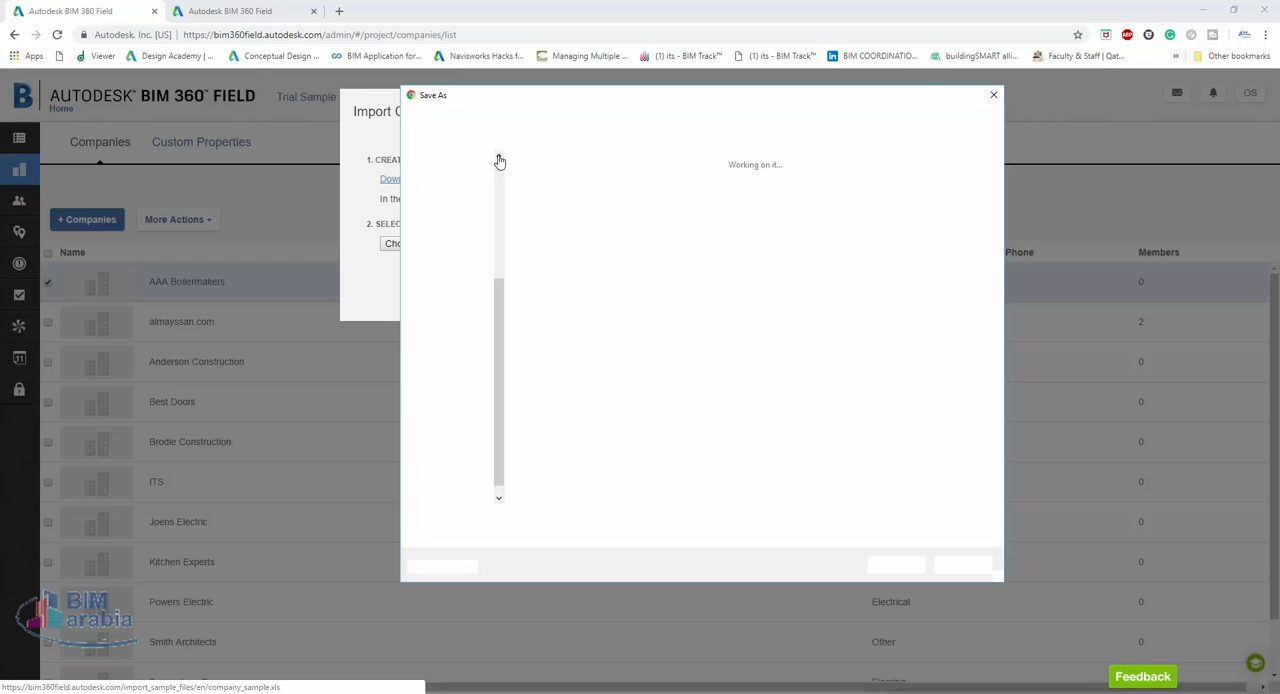 Autodesk BIM 360 Field
Autodesk BIM 360 Field
Autodesk, Inc. [US] | https://bim360field.autodesk.com/admin/#/project/companies/list
Apps
Viewer
Design Academy | ...
Conceptual Design ...
BIM Application for...
Navisworks Hacks f...
Managing Multiple ...
(1) its - BIM Track™
(1) its - BIM Track™
BIM COORDINATIO...
buildingSMART alli...
Faculty & Staff | Qat...
»
Other bookmarks
AUTODESK® BIM 360™ FIELD
Home
Trial Sample
OS
Import C
Save As
Companies
Custom Properties
1. CREAT
Down
In the
2. SELEC
Cho
Working on it...
+ Companies
More Actions
Name
Phone
Members
AAA Boilermakers
0
almayssan.com
2
Anderson Construction
0
Best Doors
0
Brodie Construction
0
ITS
0
Joens Electric
0
Kitchen Experts
0
Powers Electric
Electrical
0
Smith Architects
Other
0
11
BIM
arabia
Feedback
https://bim360field.autodesk.com/import_sample_files/en/company_sample.xls